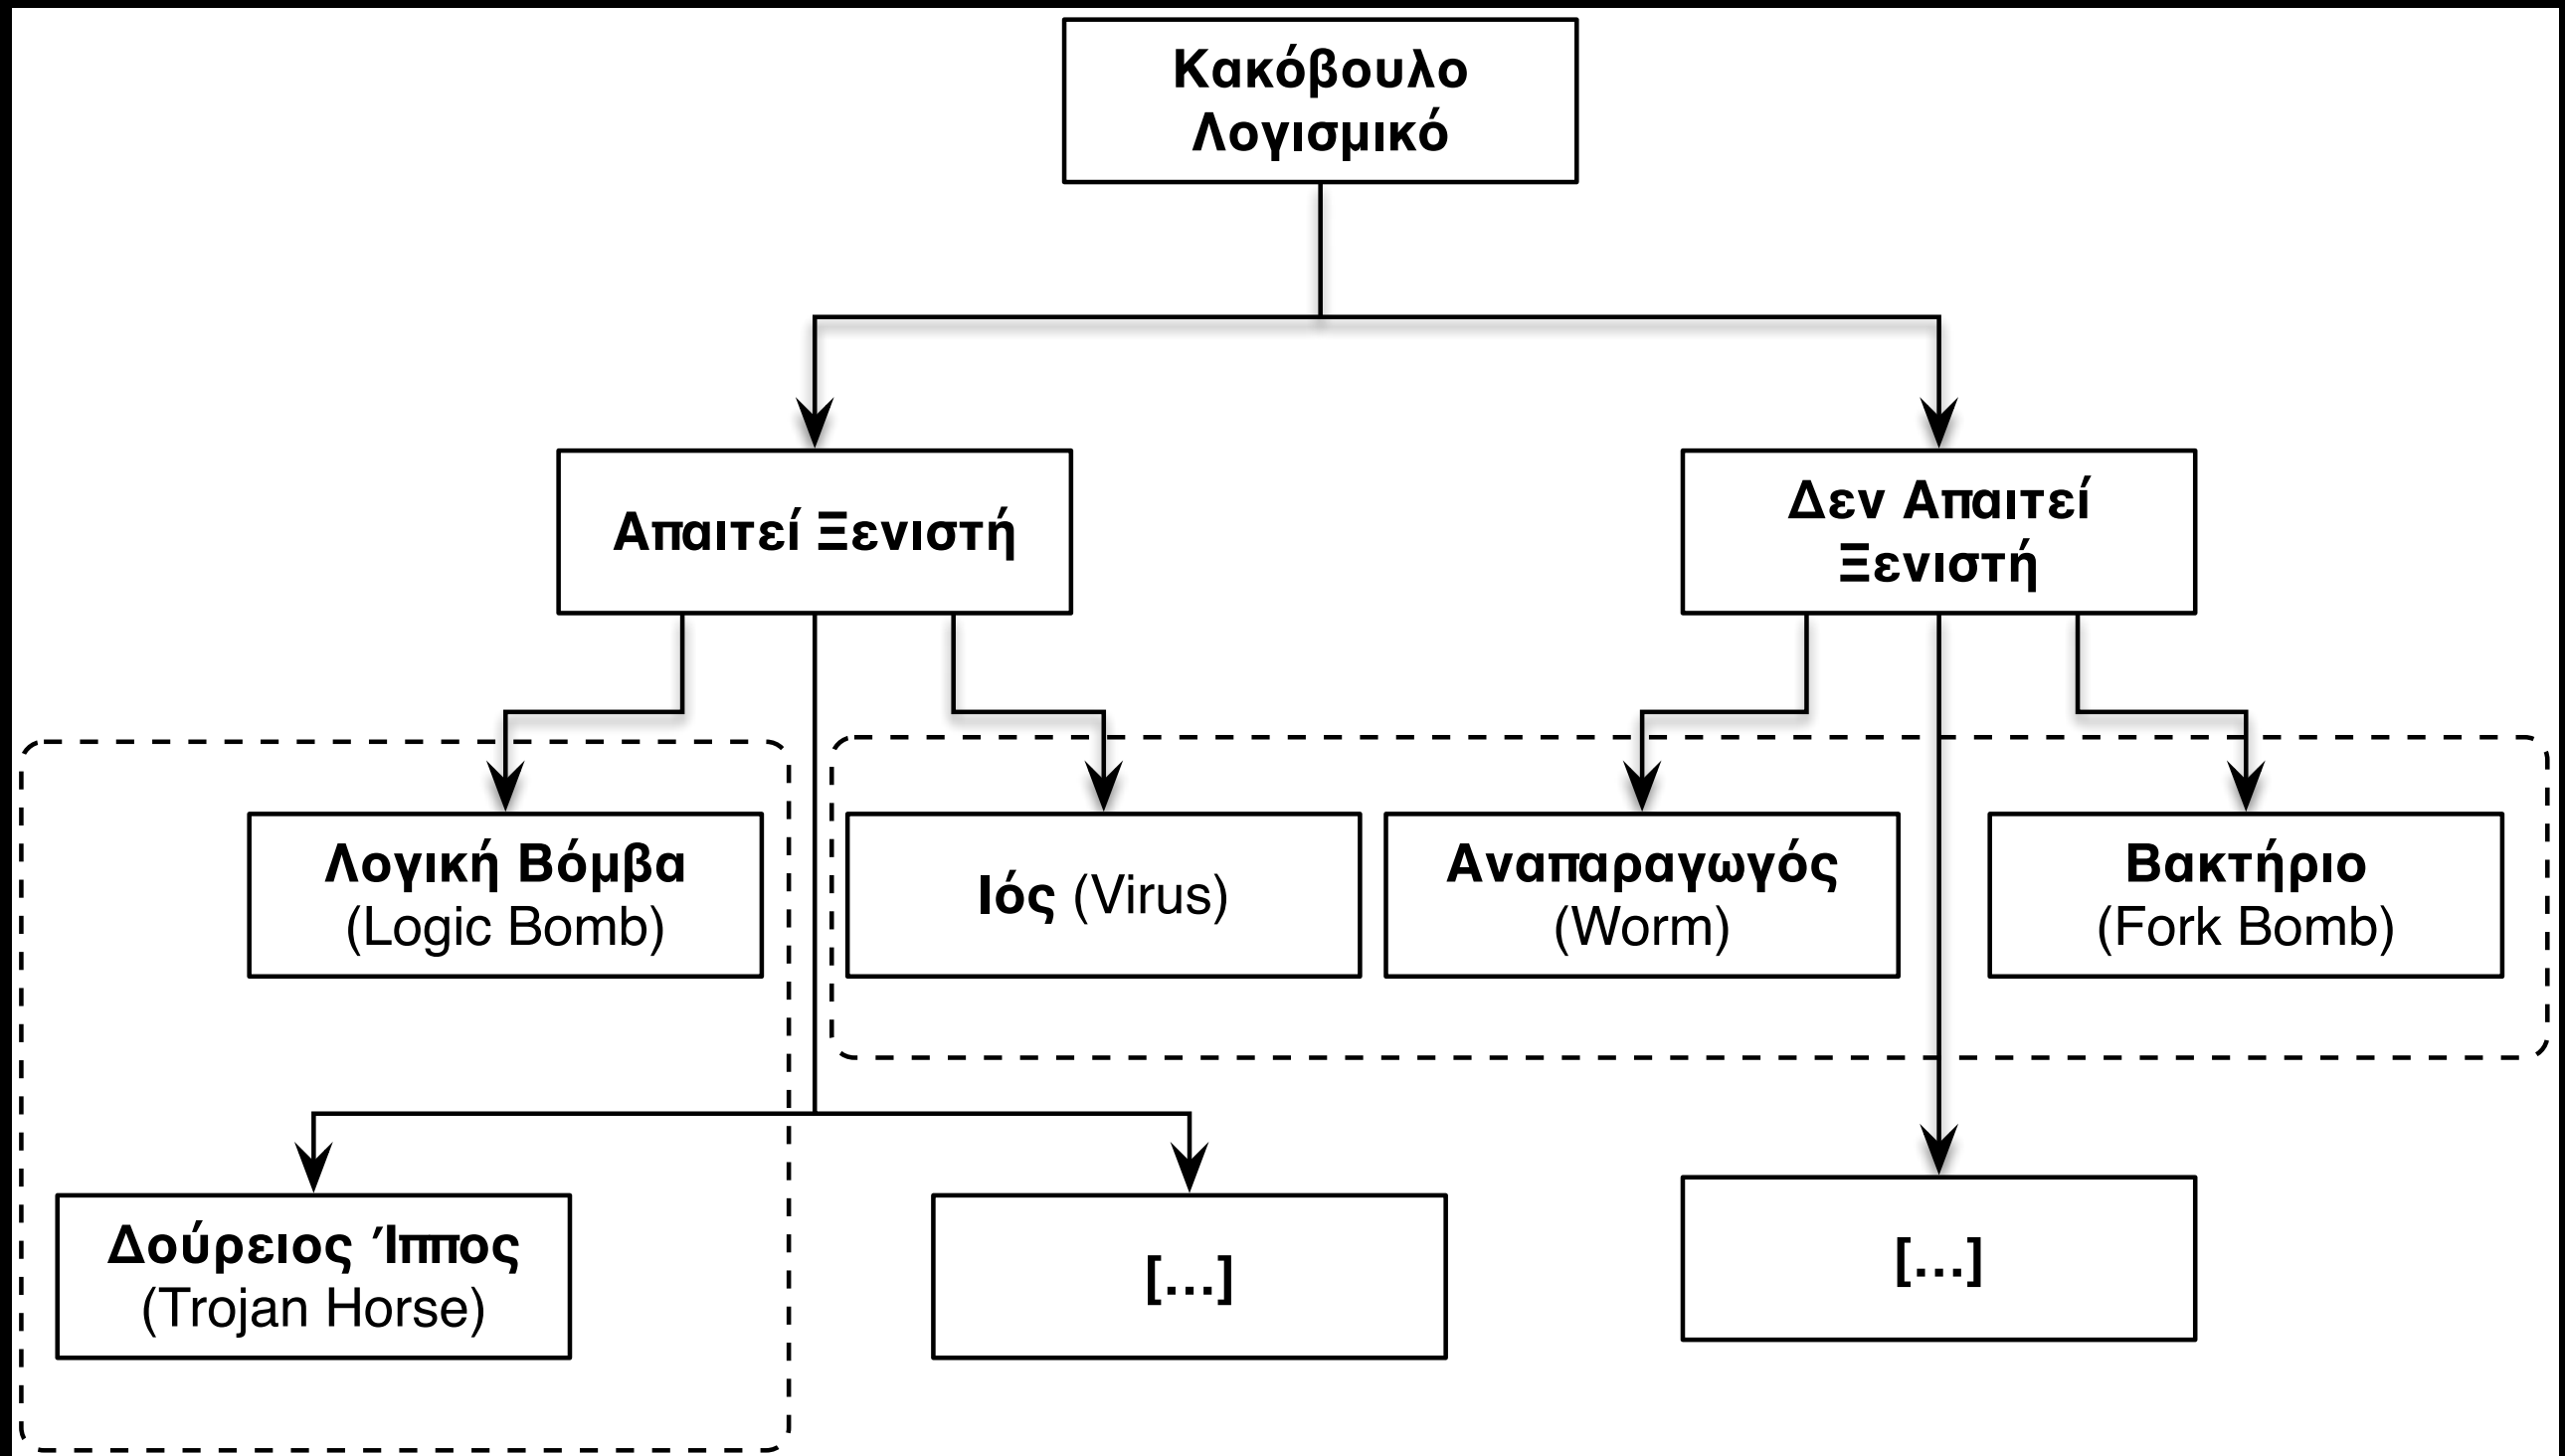 Κακόβουλο
Λογισμικό
Απαιτεί Ξενιστή
Δεν Απαιτεί
Ξενιστή
Λογική Βόμβα
(Logic Bomb)
Ιός (Virus)
Αναπαραγωγός
(Worm)
Βακτήριο
(Fork Bomb)
Δούρειος Ίππος
(Trojan Horse)
[...]
[...]